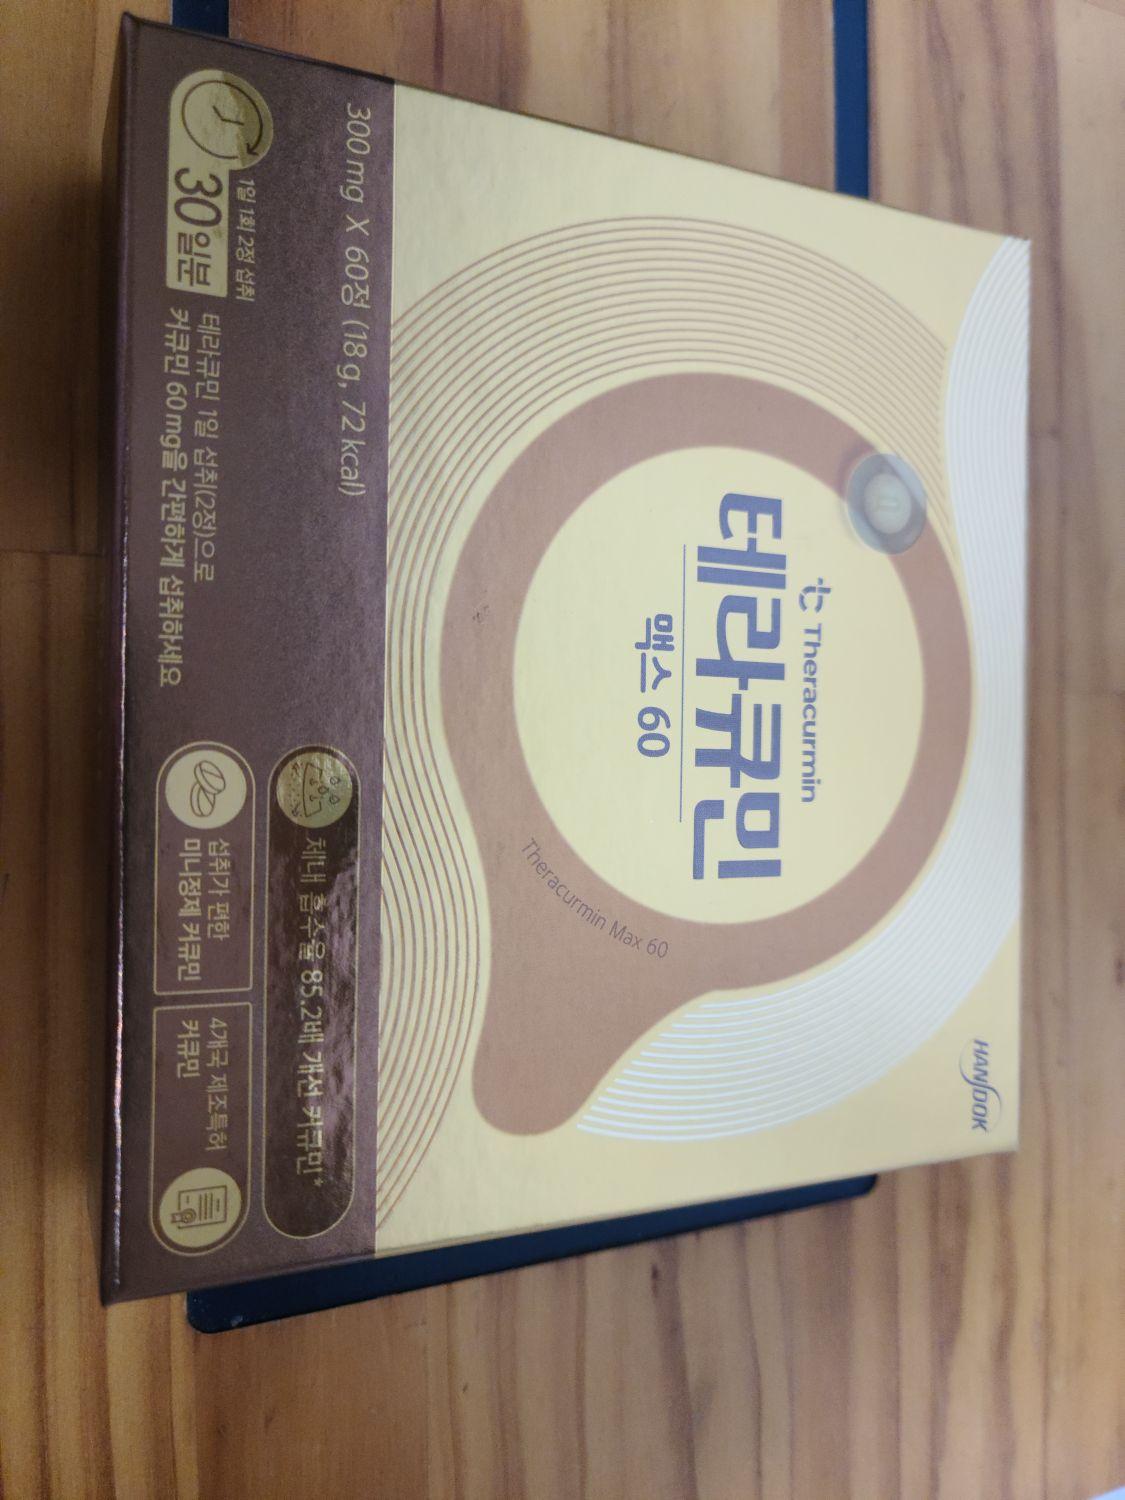 HANDOK
Theracurmin
테라큐민
맥스 60
Theracurmin Max 60
300 mg X 60정 (18 g, 72 kcal)
1일 1회 2정 섭취
30일분
테라큐민 1일 섭취(2정)으로
커큐민 60 mg을 간편하게 섭취하세요
체내 흡수율 85.2배 개선 커큐민*
섭취가 편한
미니정제 커큐민
4개국 제조특허
커큐민